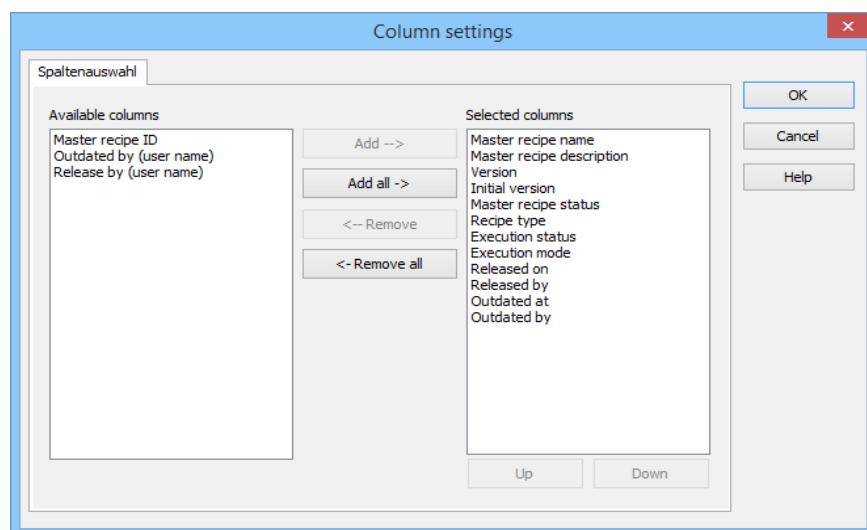 Column settings
Spaltenauswahl
Available columns
Master recipe ID
Outdated by (user name)
Release by (user name)
Add -->
Add all ->
<-- Remove
<- Remove all
Selected columns
Master recipe name
Master recipe description
Version
Initial version
Master recipe status
Recipe type
Execution status
Execution mode
Released on
Released by
Outdated at
Outdated by
Up
Down
OK
Cancel
Help